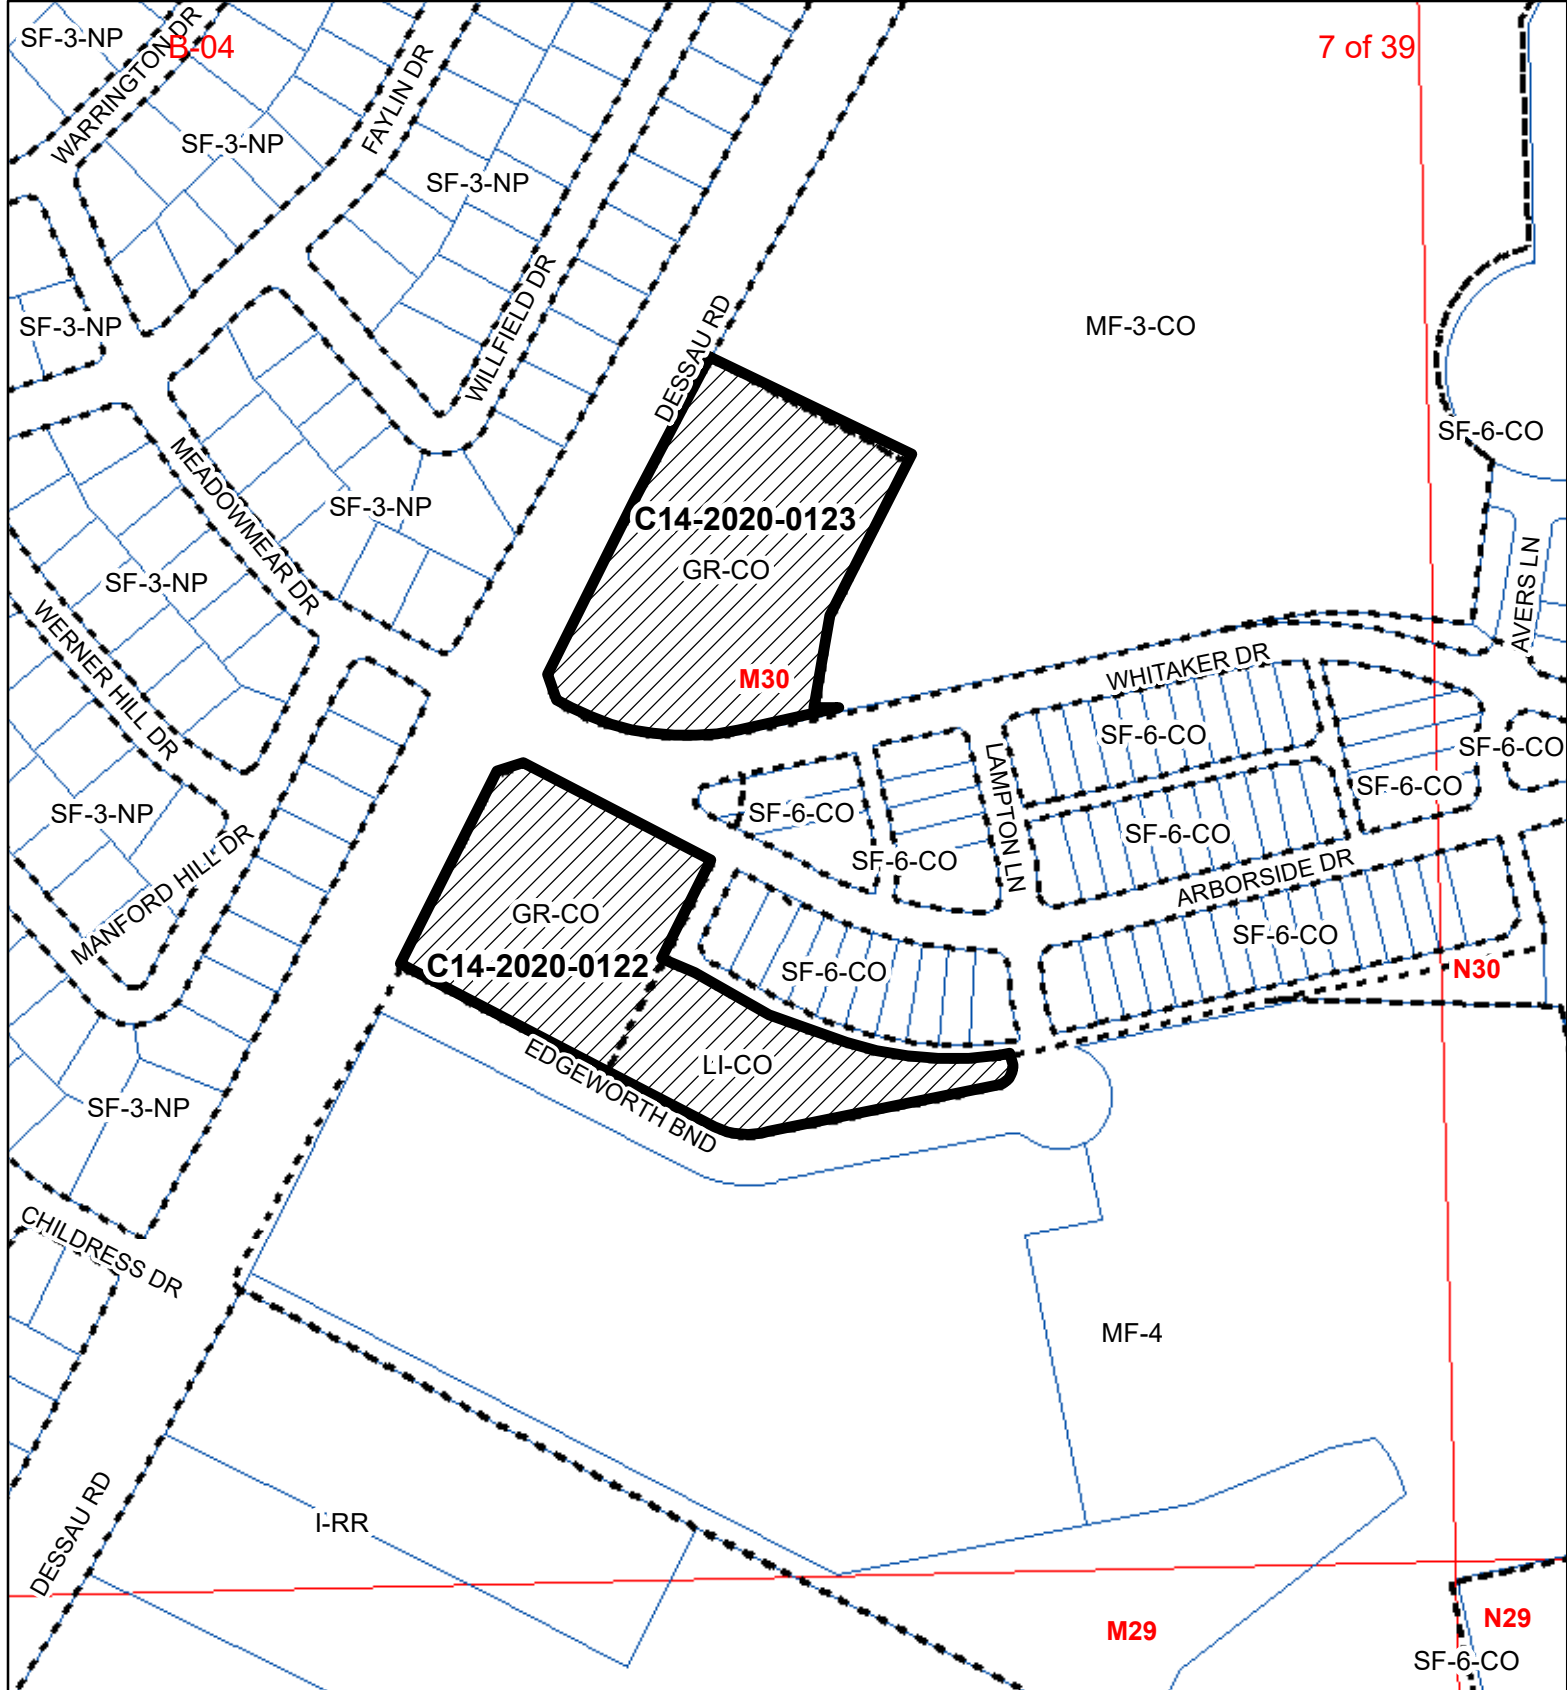 SF-3-NP
B-04
7 of 39
WARRINGTON DR
FAYLIN DR
SF-3-NP
SF-3-NP
WILLFIELD DR
DESSAU RD
SF-3-NP
MF-3-CO
SF-6-CO
MEADOWMEAR DR
SF-3-NP
C14-2020-0123
GR-CO
AVERS LN
SF-3-NP
WERNER HILL DR
M30
WHITAKER DR
SF-6-CO
SF-6-CO
LAMPTON LN
SF-6-CO
SF-6-CO
SF-3-NP
SF-6-CO
SF-6-CO
MANFORD HILL DR
ARBORSIDE DR
GR-CO
SF-6-CO
C14-2020-0122
SF-6-CO
N30
EDGEWORTH BND
LI-CO
SF-3-NP
CHILDRESS DR
MF-4
DESSAU RD
I-RR
M29
N29
SF-6-CO